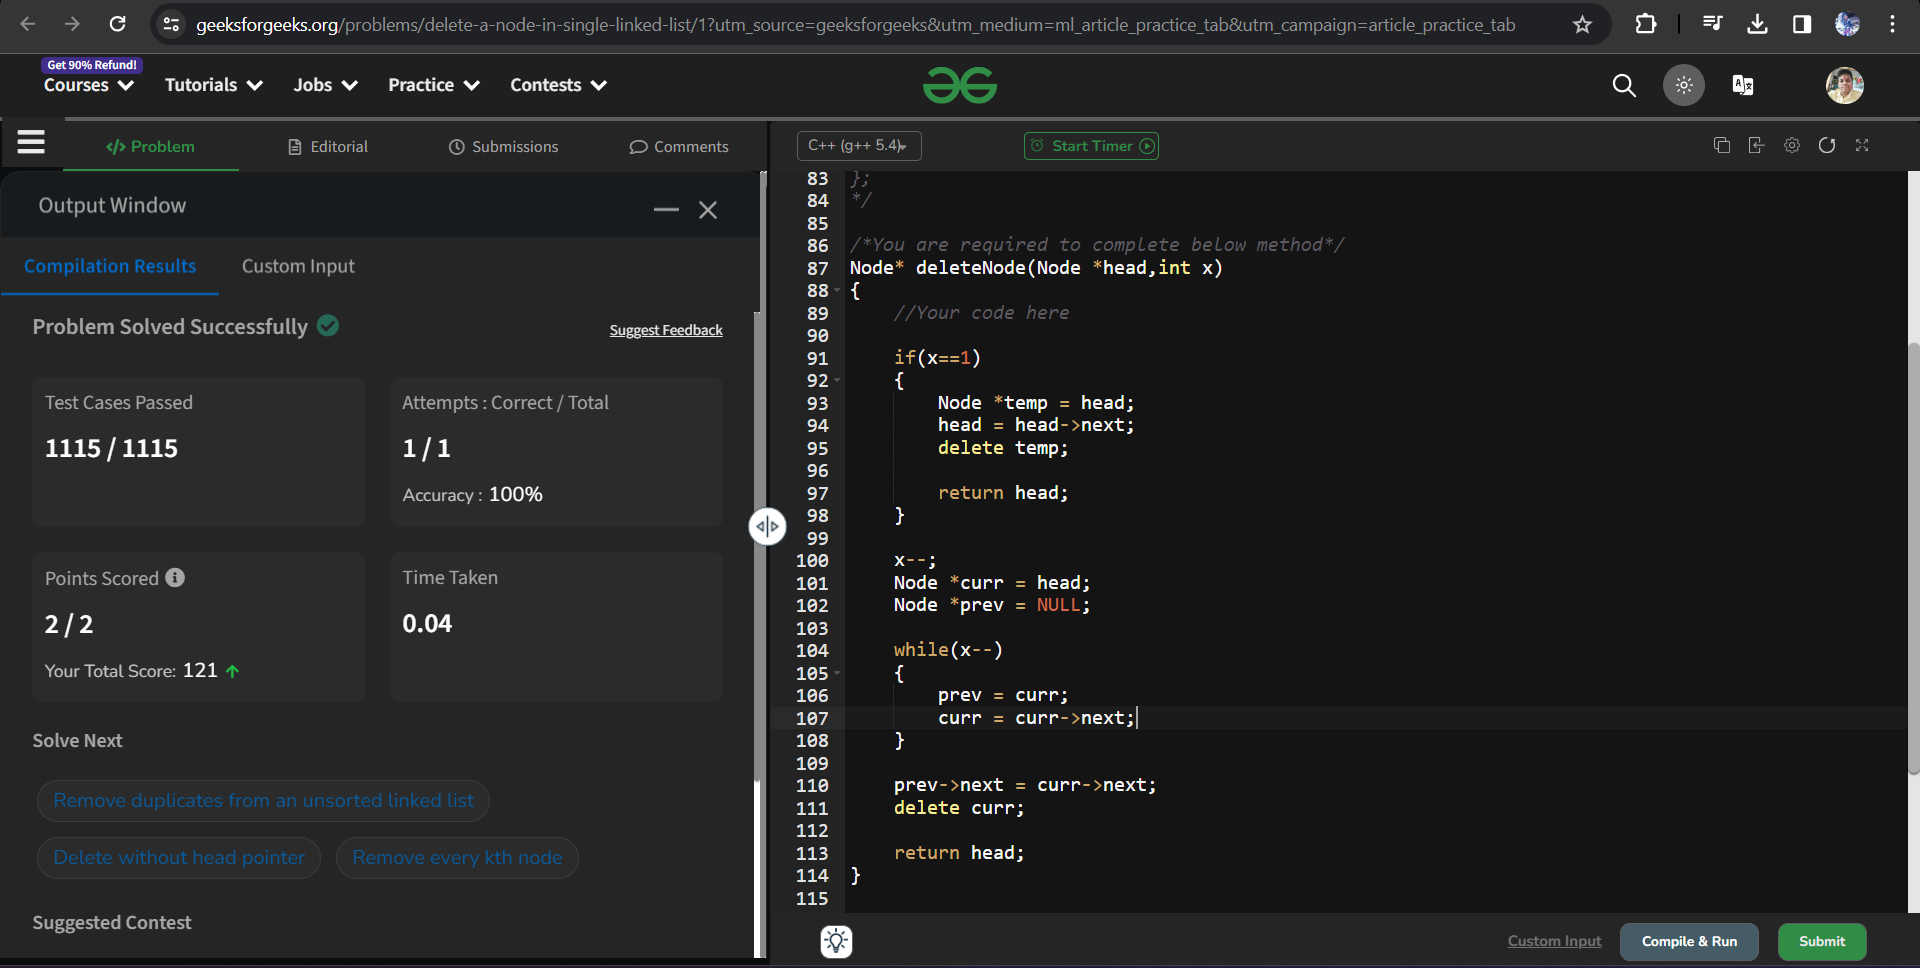 geeksforgeeks.org/problems/delete-a-node-in-single-linked-list/1?utm_source=geeksforgeeks&utm_medium=ml_article_practice_tab&utm_campaign=article_practice_tab
Get 90% Refund!
Courses Tutorials Jobs Practice Contests
</> Problem Editorial Submissions Comments
Output Window
Compilation Results Custom Input
Problem Solved Successfully
Suggest Feedback
Test Cases Passed
1115 / 1115
Attempts : Correct / Total
1 / 1
Accuracy : 100%
Points Scored
2 / 2
Your Total Score: 121
Time Taken
0.04
Solve Next
Remove duplicates from an unsorted linked list
Delete without head pointer Remove every kth node
Suggested Contest
C++ (g++ 5.4) Start Timer
83 };
84 */
85
86 /*You are required to complete below method*/
87 Node* deleteNode(Node *head,int x)
88 {
89 //Your code here
90
91 if(x==1)
92 {
93 Node *temp = head;
94 head = head->next;
95 delete temp;
96
97 return head;
98 }
99
100 x--;
101 Node *curr = head;
102 Node *prev = NULL;
103
104 while(x--)
105 {
106 prev = curr;
107 curr = curr->next;
108 }
109
110 prev->next = curr->next;
111 delete curr;
112
113 return head;
114 }
115
Custom Input Compile & Run Submit